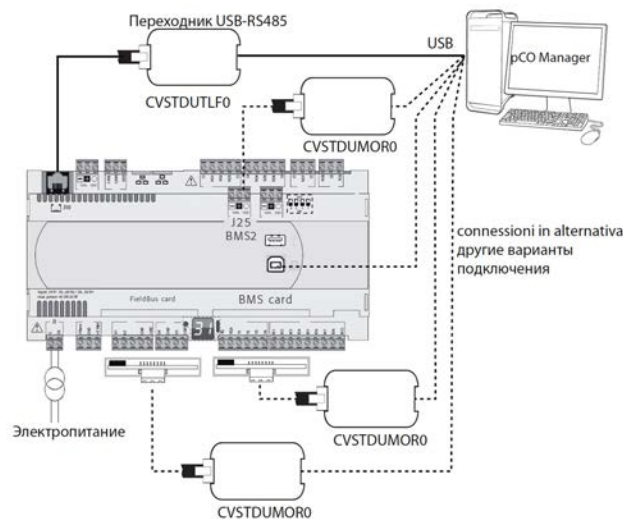 Переходник USB-RS485
USB
pCO Manager
CVSTDUTLF0
CVSTDUMOR0
J25
BMS2
connessioni in alternativa
другие варианты
подключения
FieldBus card
BMS card
CVSTDUMOR0
Электропитание
CVSTDUMOR0